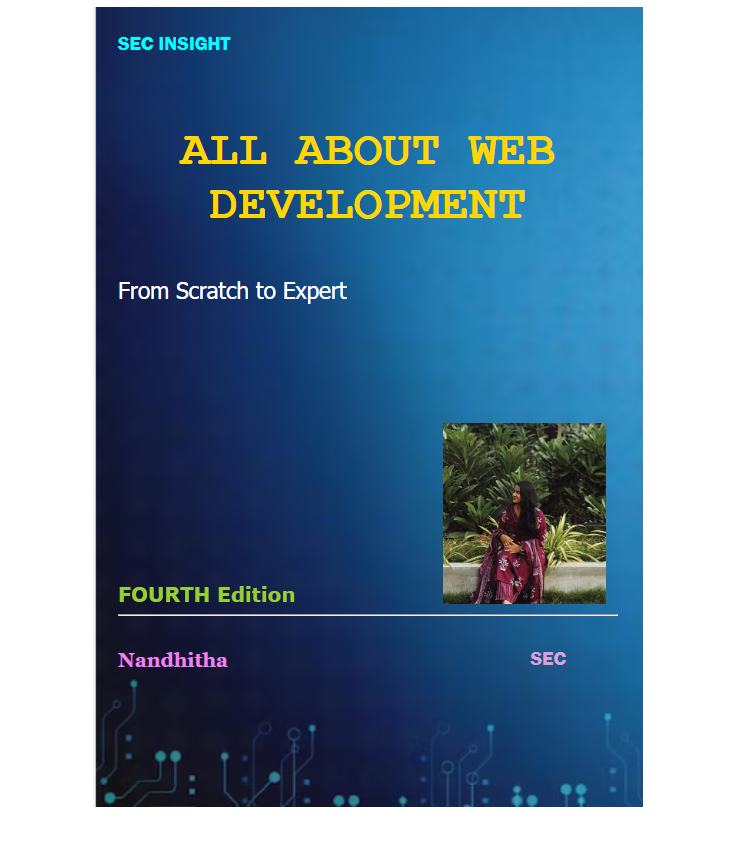 SEC INSIGHT
ALL ABOUT WEB
DEVELOPMENT
From Scratch to Expert
FOURTH Edition
Nandhitha
SEC